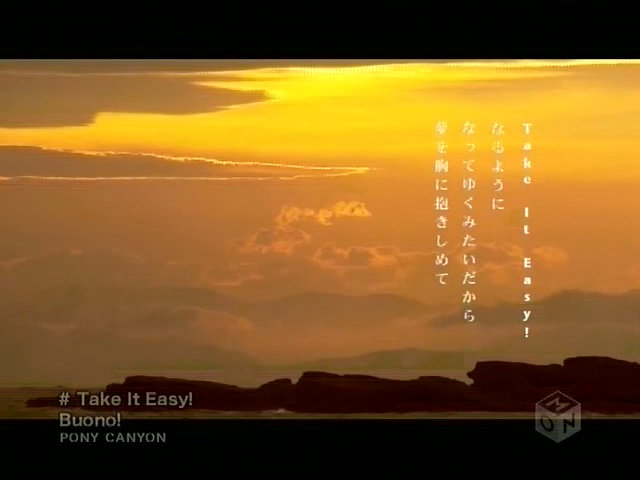 Take It Easy!
なるように
なってゆくみたいだから
夢を胸に抱きしめて
# Take It Easy!
Buono!
PONY CANYON
M ON